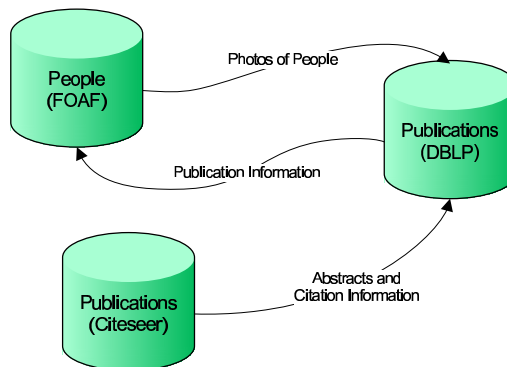 Photos of People
People
(FOAF)
Publications
(DBLP)
Publication Information
Abstracts and
Citation Information
Publications
(Citeseer)